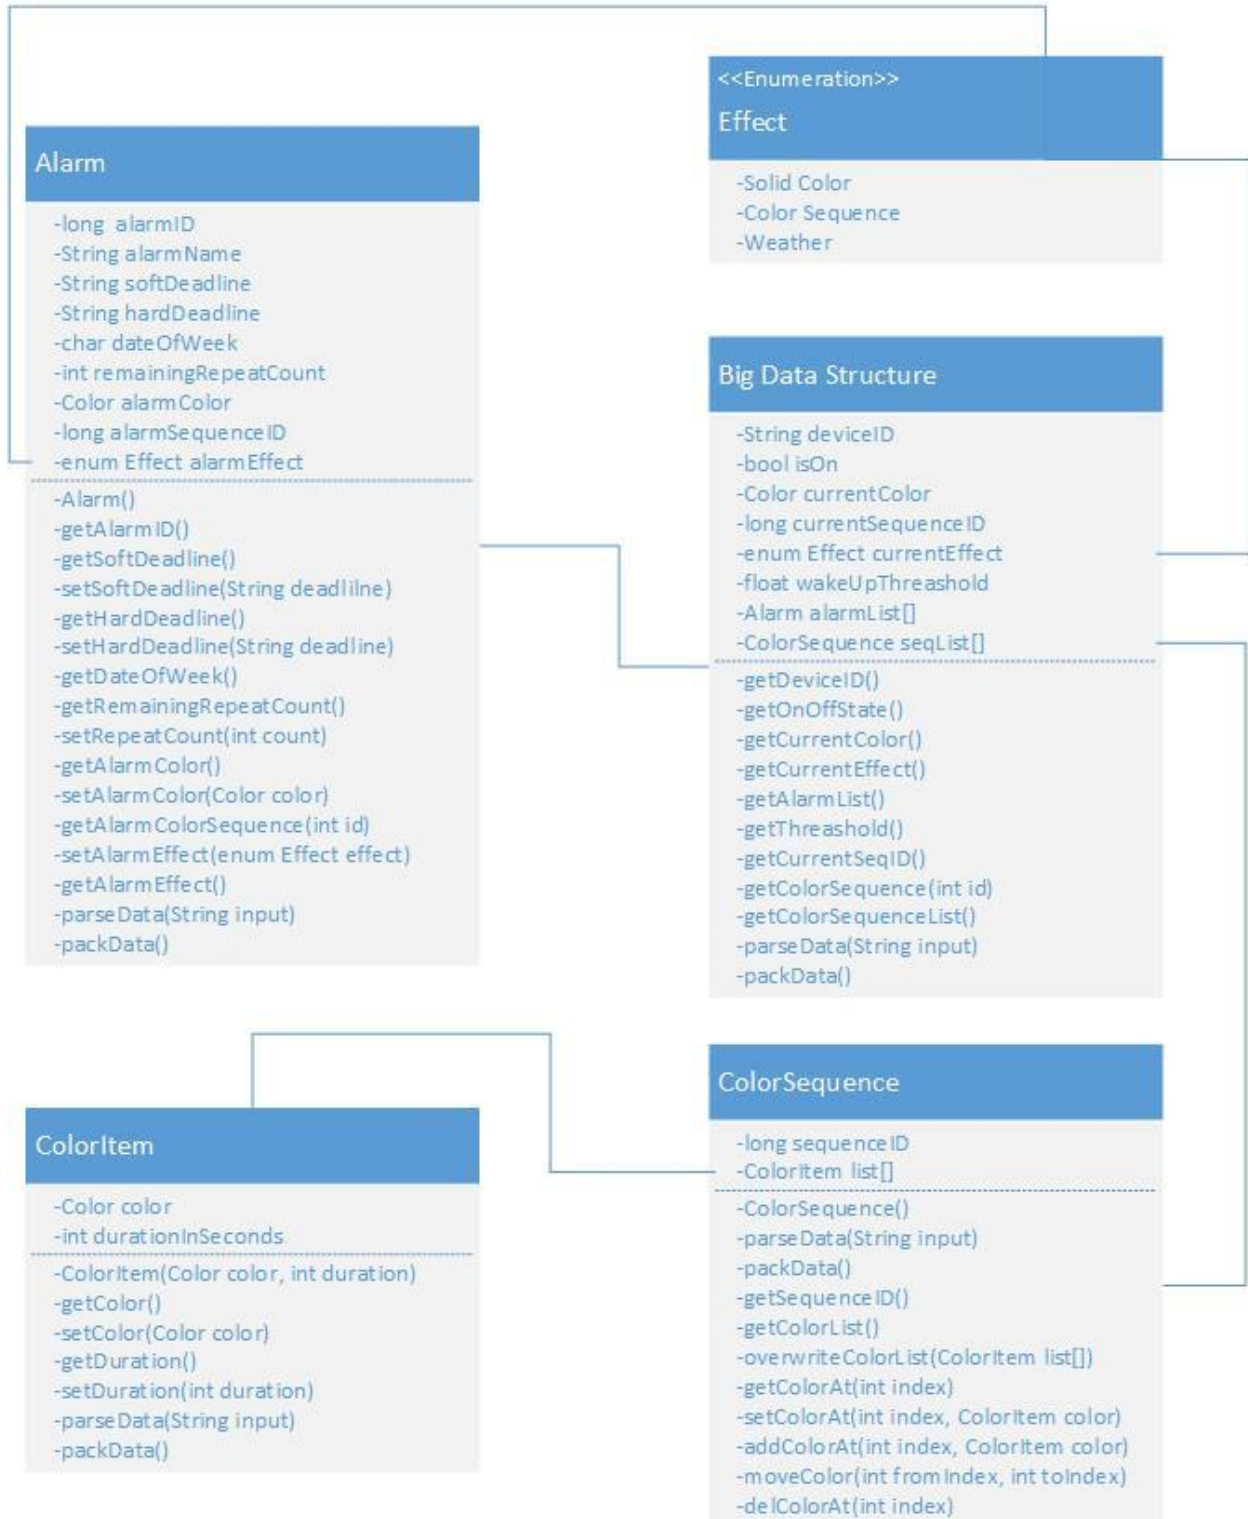 <<Enumeration>>
Effect
-Solid Color
-Color Sequence
-Weather
Alarm
-long alarmID
-String alarmName
-String softDeadline
-String hardDeadline
-char dateOfWeek
-int remainingRepeatCount
-Color alarmColor
-long alarmSequenceID
-enum Effect alarmEffect
-Alarm()
-getAlarmID()
-getSoftDeadline()
-setSoftDeadline(String deadlilne)
-getHardDeadline()
-setHardDeadline(String deadline)
-getDateOfWeek()
-getRemainingRepeatCount()
-setRepeatCount(int count)
-getAlarmColor()
-setAlarmColor(Color color)
-getAlarmColorSequence(int id)
-setAlarmEffect(enum Effect effect)
-getAlarmEffect()
-parseData(String input)
-packData()
Big Data Structure
-String deviceID
-bool isOn
-Color currentColor
-long currentSequenceID
-enum Effect currentEffect
-float wakeUpThreashold
-Alarm alarmList[]
-ColorSequence seqList[]
-getDeviceID()
-getOnOffState()
-getCurrentColor()
-getCurrentEffect()
-getAlarmList()
-getThreashold()
-getCurrentSeqID()
-getColorSequence(int id)
-getColorSequenceList()
-parseData(String input)
-packData()
ColorItem
-Color color
-int durationInSeconds
-ColorItem(Color color, int duration)
-getColor()
-setColor(Color color)
-getDuration()
-setDuration(int duration)
-parseData(String input)
-packData()
ColorSequence
-long sequenceID
-ColorItem list[]
-ColorSequence()
-parseData(String input)
-packData()
-getSequenceID()
-getColorList()
-overwriteColorList(ColorItem list[])
-getColorAt(int index)
-setColorAt(int index, ColorItem color)
-addColorAt(int index, ColorItem color)
-moveColor(int fromIndex, int toIndex)
-delColorAt(int index)